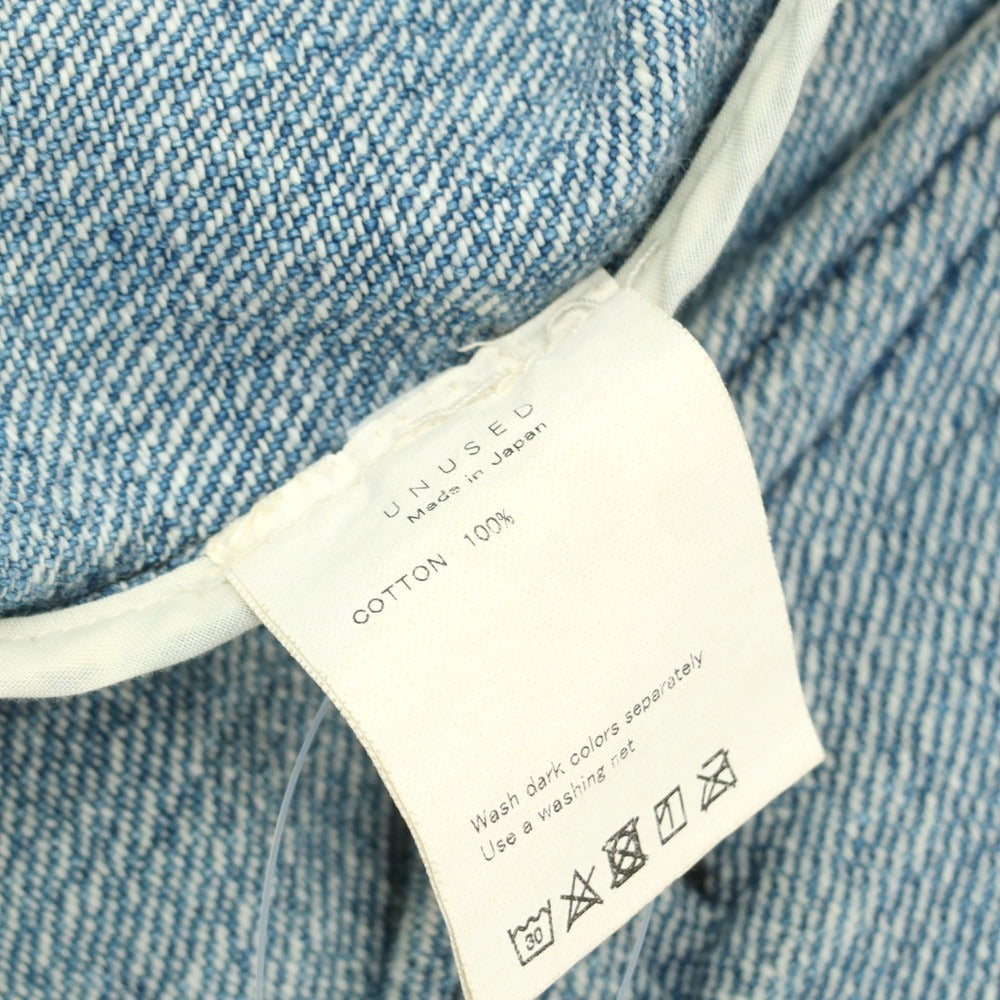 UNUSED
Made in Japan
COTTON 100%
Wash dark colors separately
Use a washing net
30